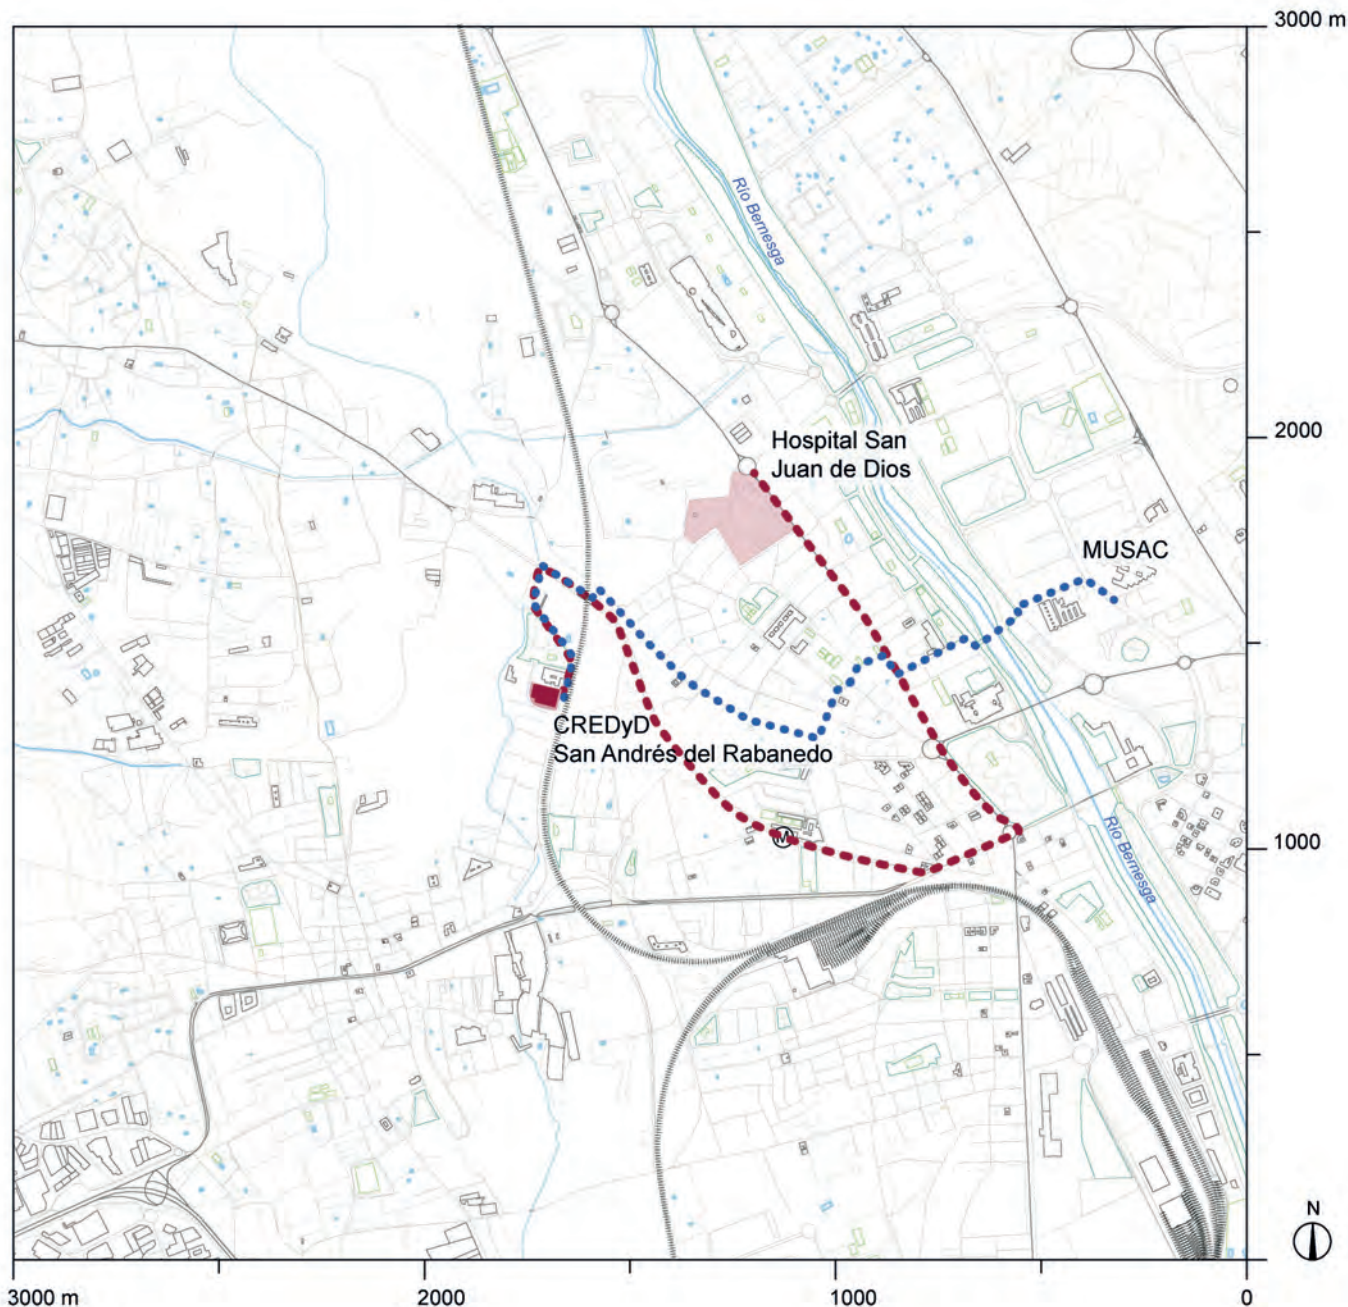 3000 m
Río Bernesga
2000
Hospital San
Juan de Dios
MUSAC
CREDyD
San Andrés del Rabanedo
M
1000
Río Bernesga
N
3000 m
2000
1000
0